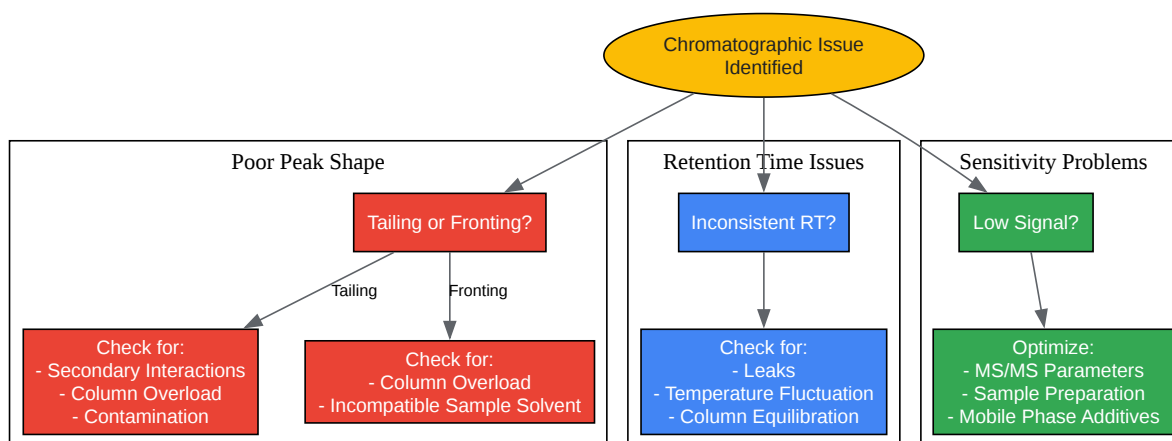 Chromatographic Issue
Identified
Poor Peak Shape
Retention Time Issues
Sensitivity Problems
Tailing or Fronting?
Inconsistent RT?
Low Signal?
Tailing
Fronting
Check for:
- Secondary Interactions
- Column Overload
- Contamination
Check for:
- Column Overload
- Incompatible Sample Solvent
Check for:
- Leaks
- Temperature Fluctuation
- Column Equilibration
Optimize:
- MS/MS Parameters
- Sample Preparation
- Mobile Phase Additives